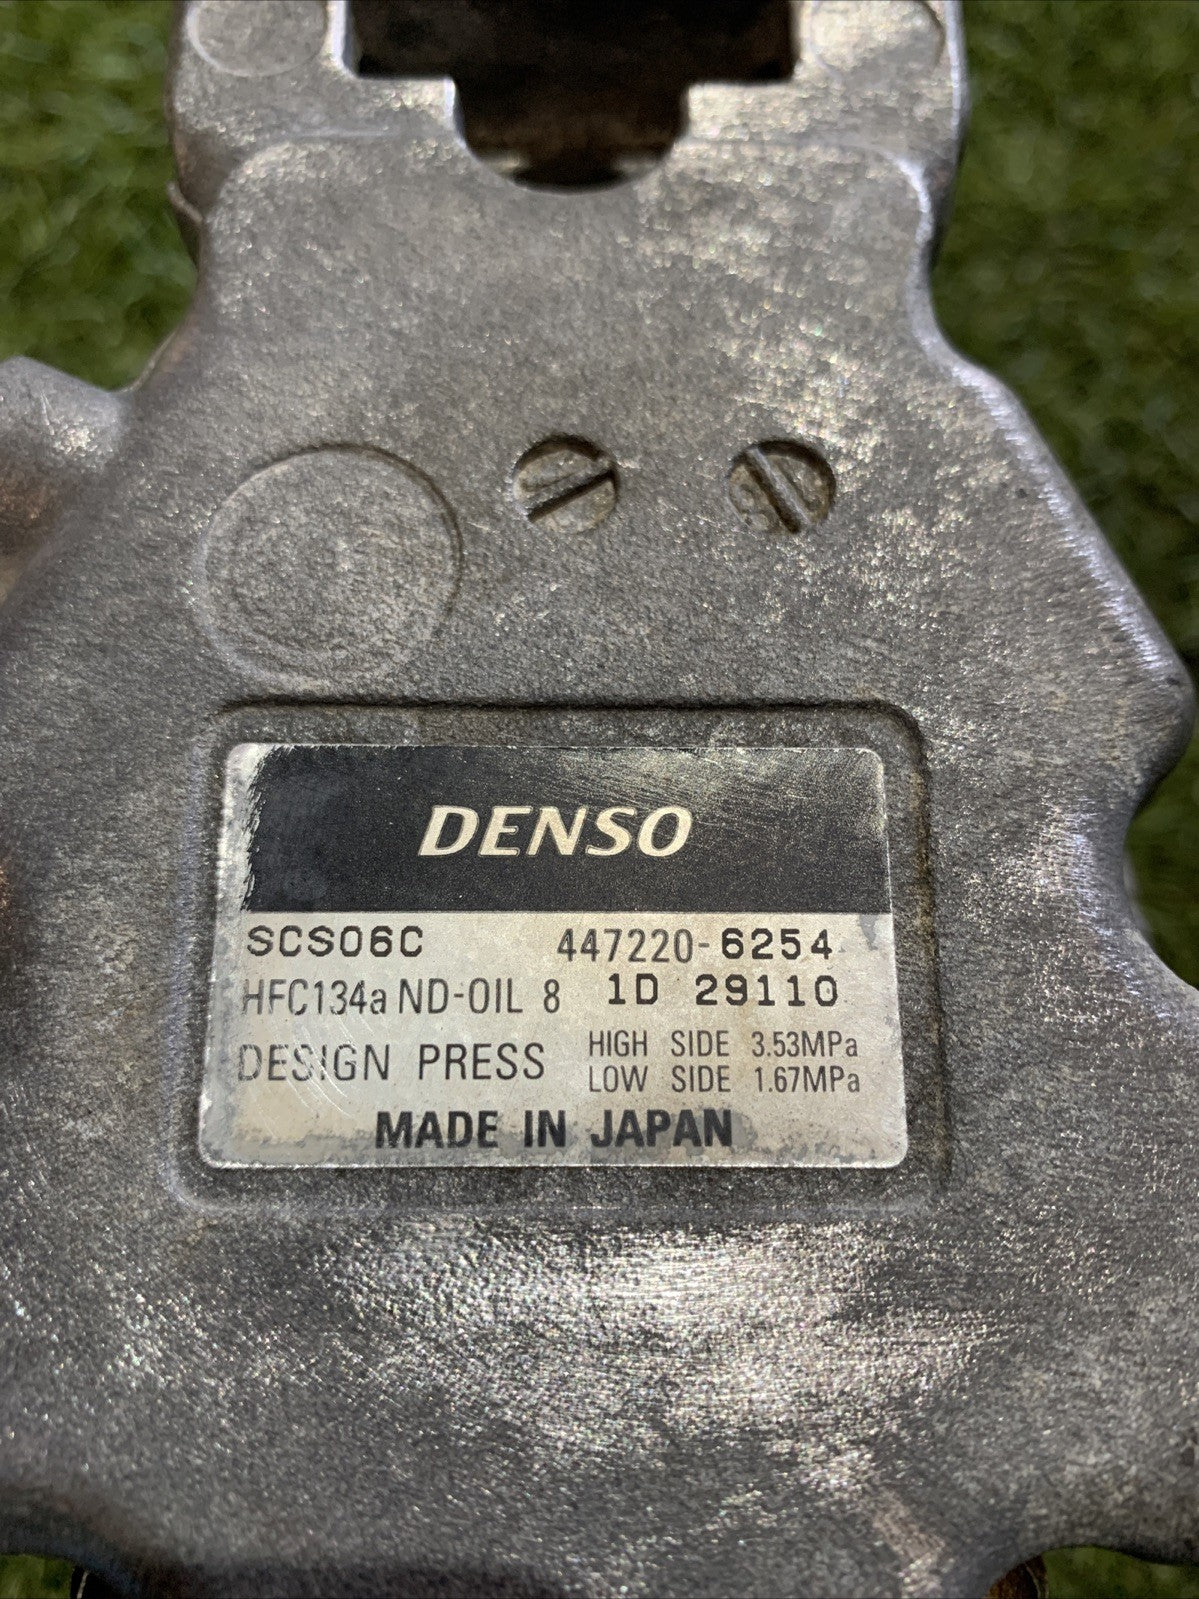 DENSO
SCS06C 447220-6254
HFC134a ND-OIL 8 1D 29110
DESIGN PRESS HIGH SIDE 3.53MPa
LOW SIDE 1.67MPa
MADE IN JAPAN